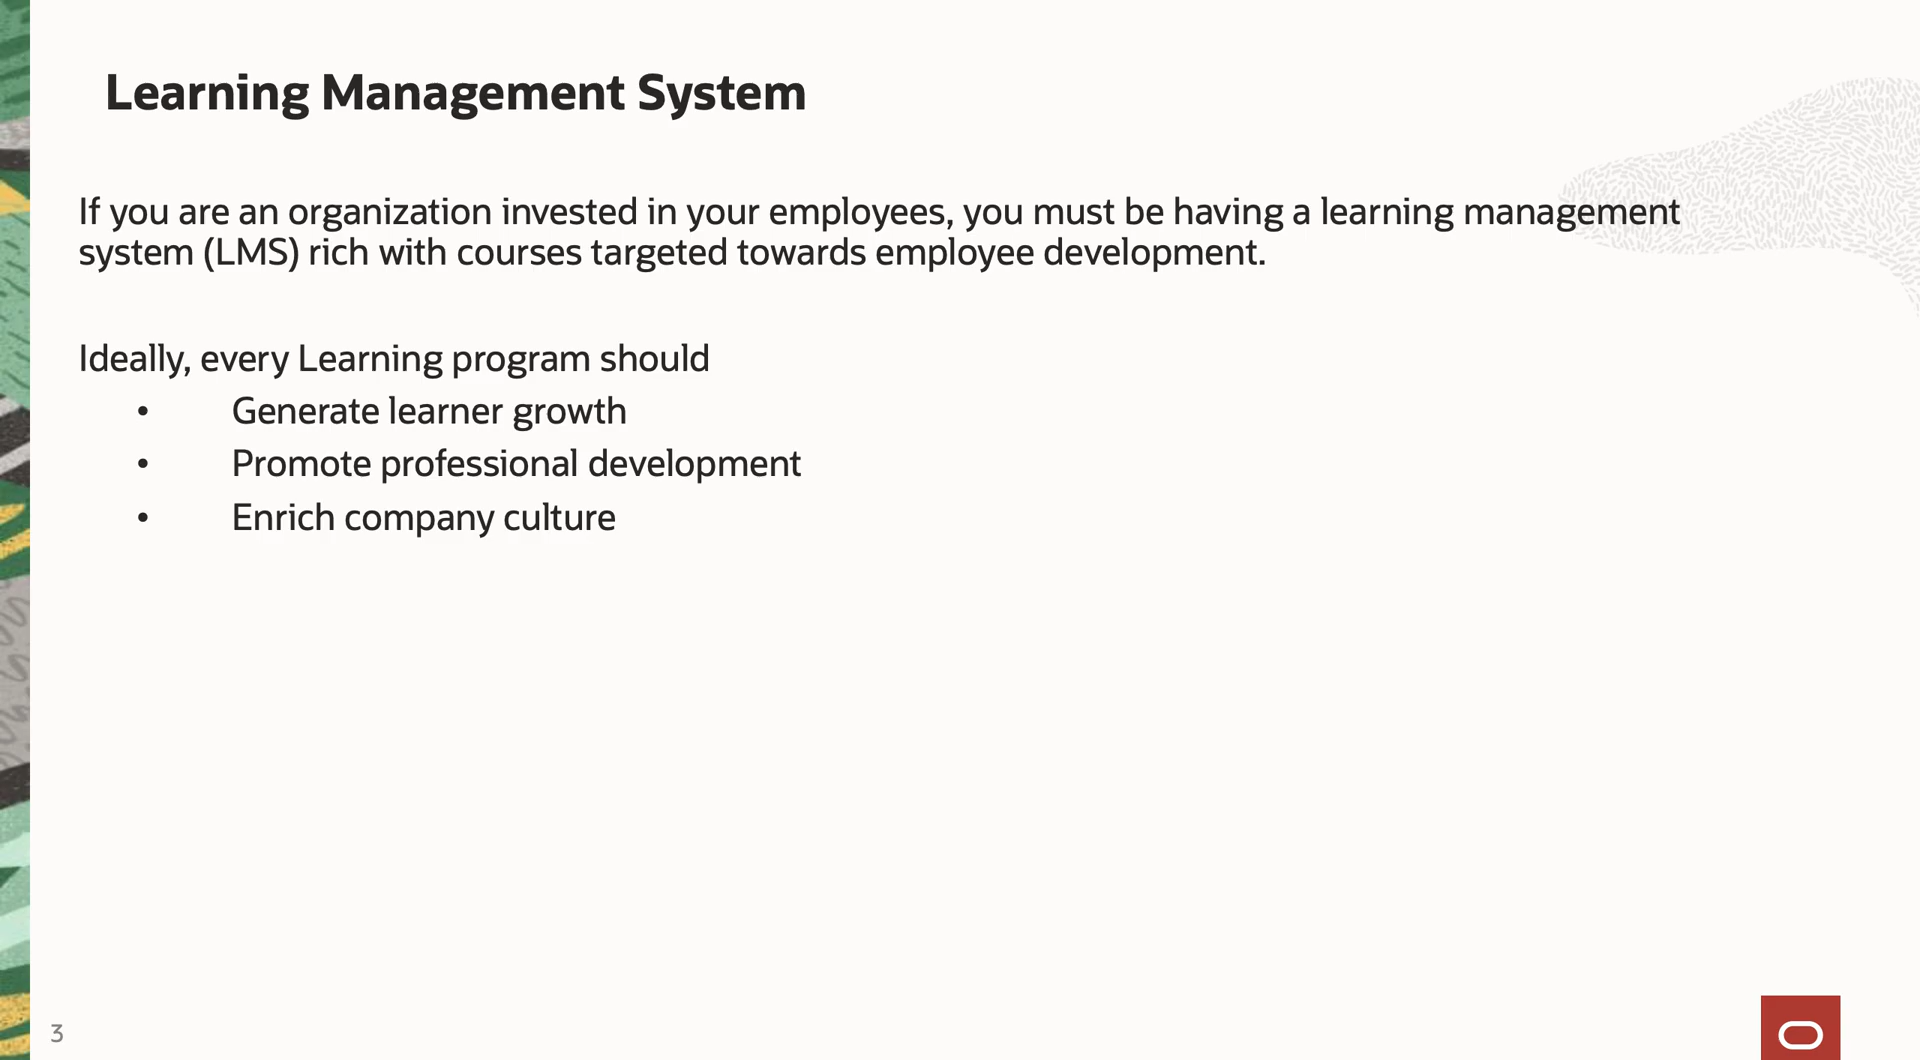 Learning Management System
If you are an organization invested in your employees, you must be having a learning management
system (LMS) rich with courses targeted towards employee development.
Ideally, every Learning program should
• Generate learner growth
• Promote professional development
• Enrich company culture
3